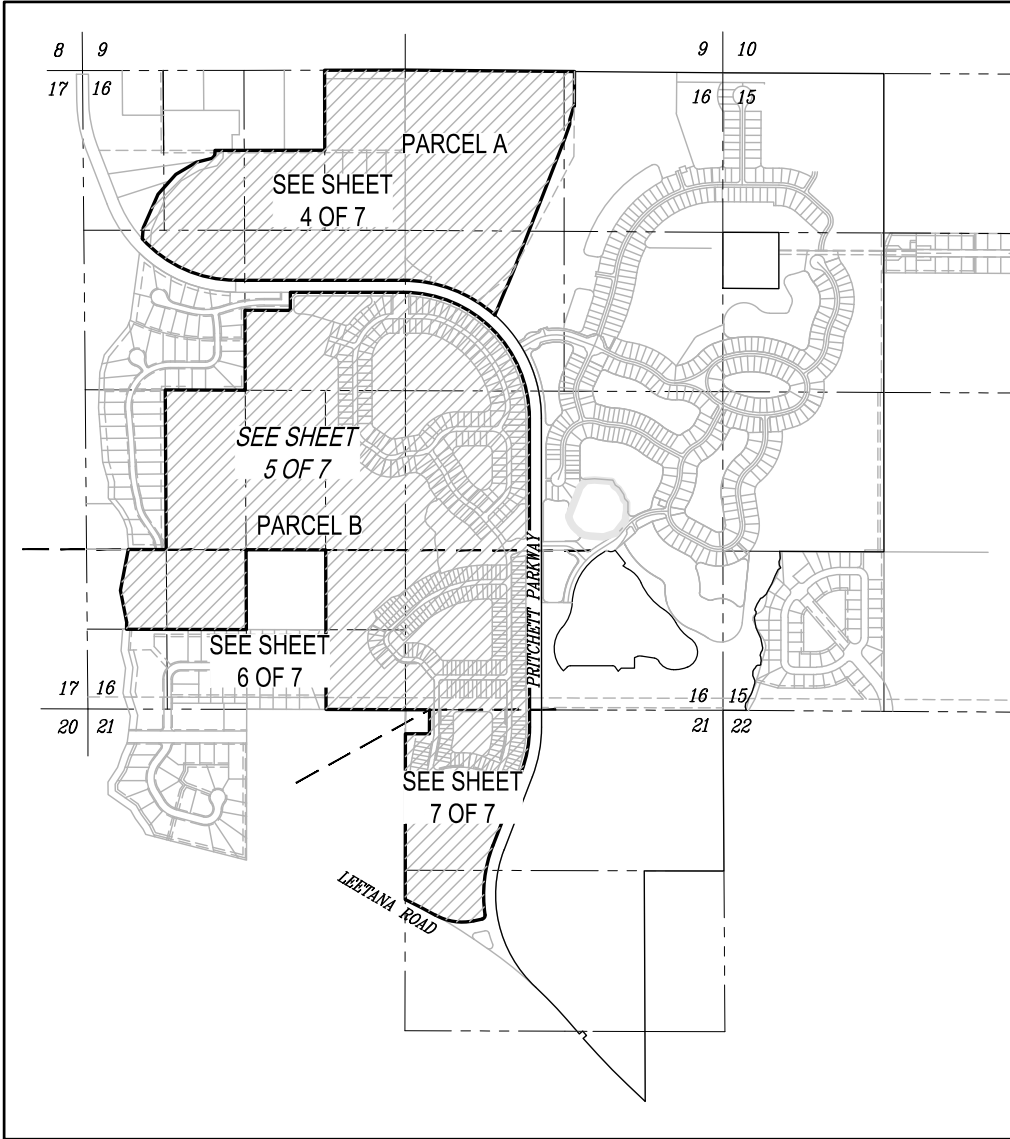 8 9
9 10
17 16
16 15
PARCEL A
SEE SHEET
4 OF 7
SEE SHEET
5 OF 7
PARCEL B
PRITCHETT PARKWAY
SEE SHEET
6 OF 7
17 16
16 15
20 21
21 22
SEE SHEET
7 OF 7
LEETANA ROAD